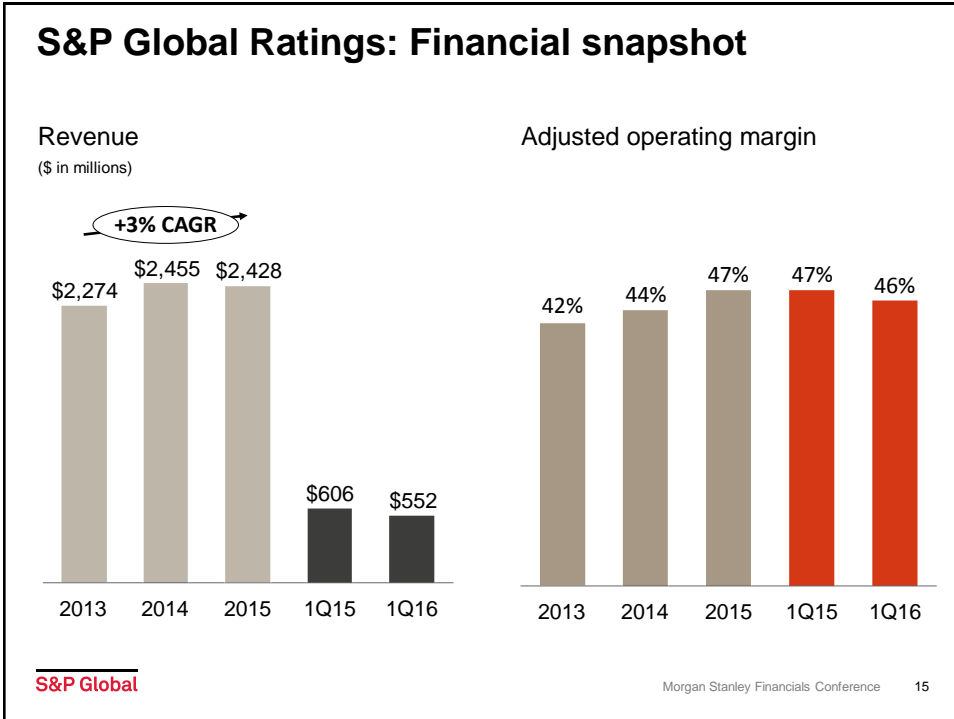 S&P Global Ratings: Financial snapshot
Revenue
($ in millions)
+3% CAGR
$2,274
$2,455
$2,428
$606
$552
2013
2014
2015
1Q15
1Q16
Adjusted operating margin
42%
44%
47%
47%
46%
2013
2014
2015
1Q15
1Q16
S&P Global
Morgan Stanley Financials Conference 15